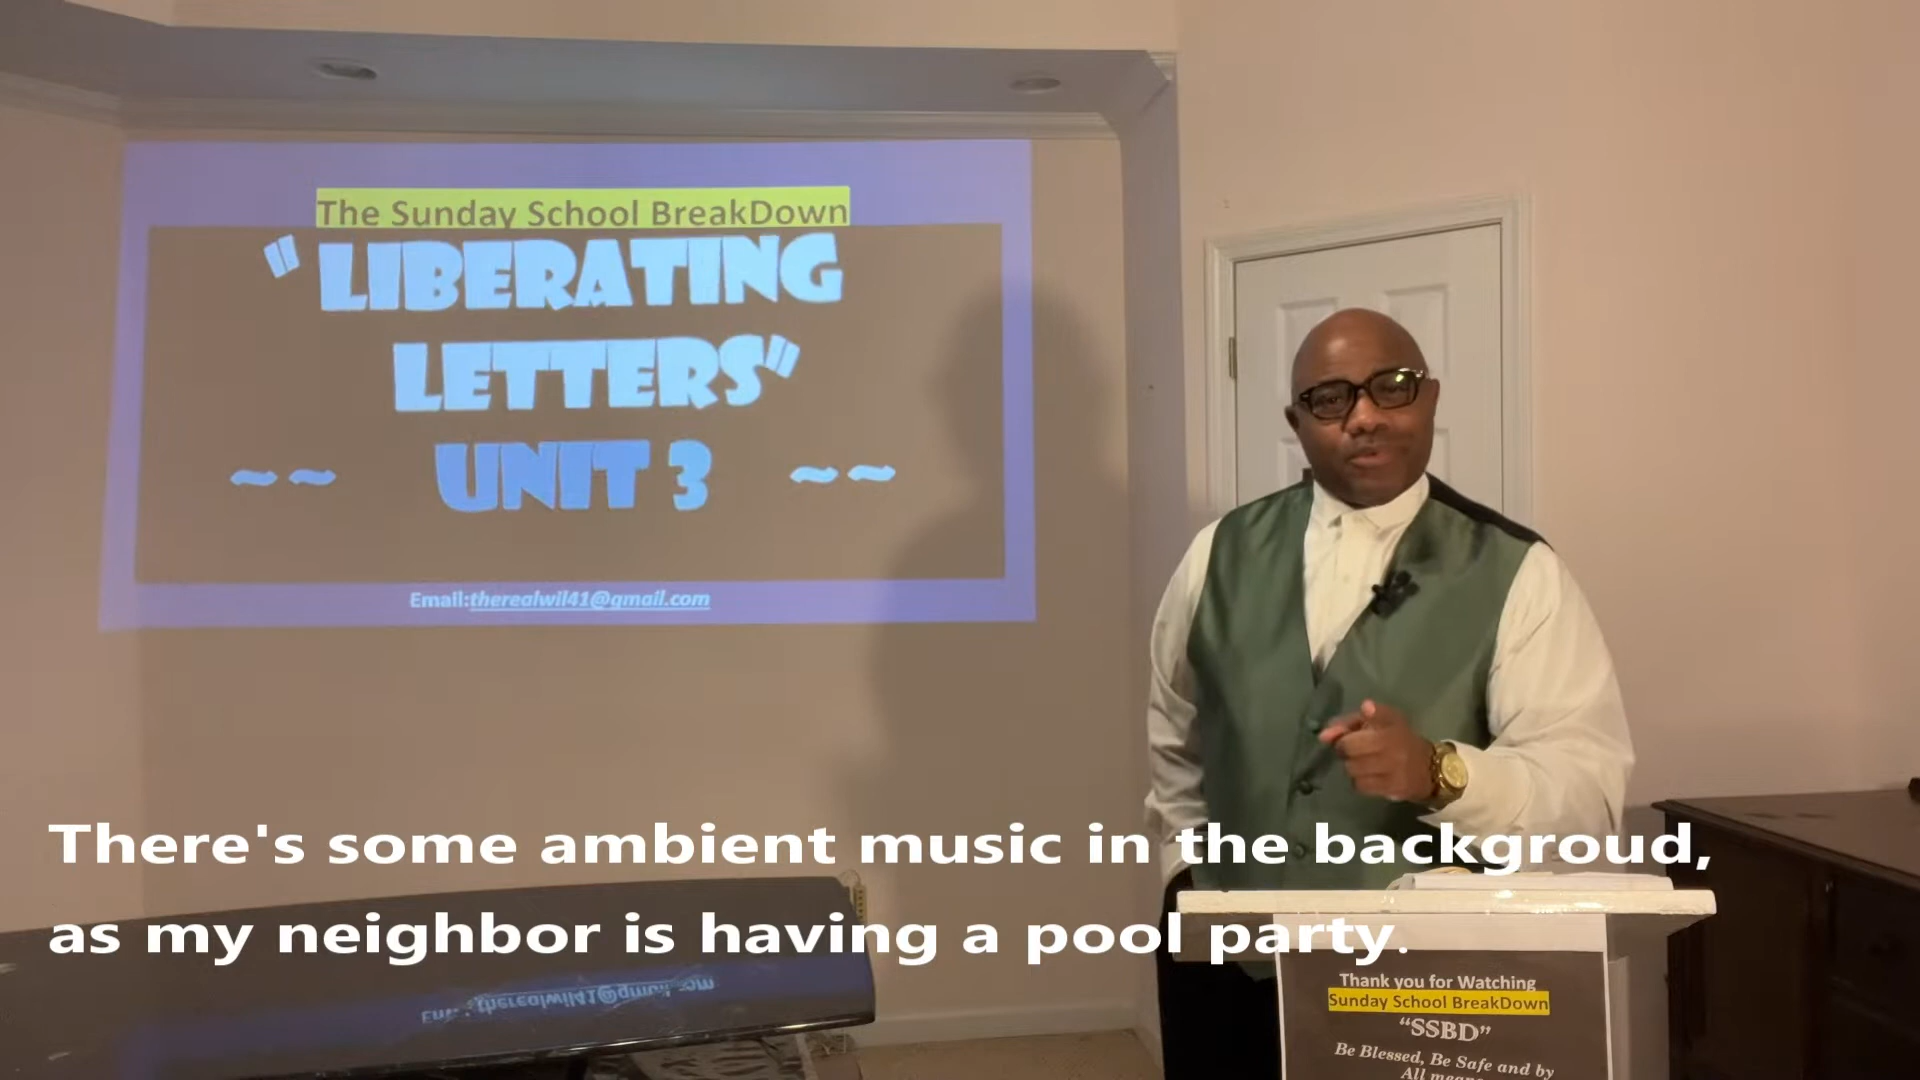 The Sunday School BreakDown
"LIBERATING
LETTERS"
~~ UNIT 3 ~~
Email:therealwil41@gmail.com
There's some ambient music in the backgroud,
as my neighbor is having a pool party.
Thank you for Watching
Sunday School BreakDown
"SSBD"
Be Blessed, Be Safe and by
All